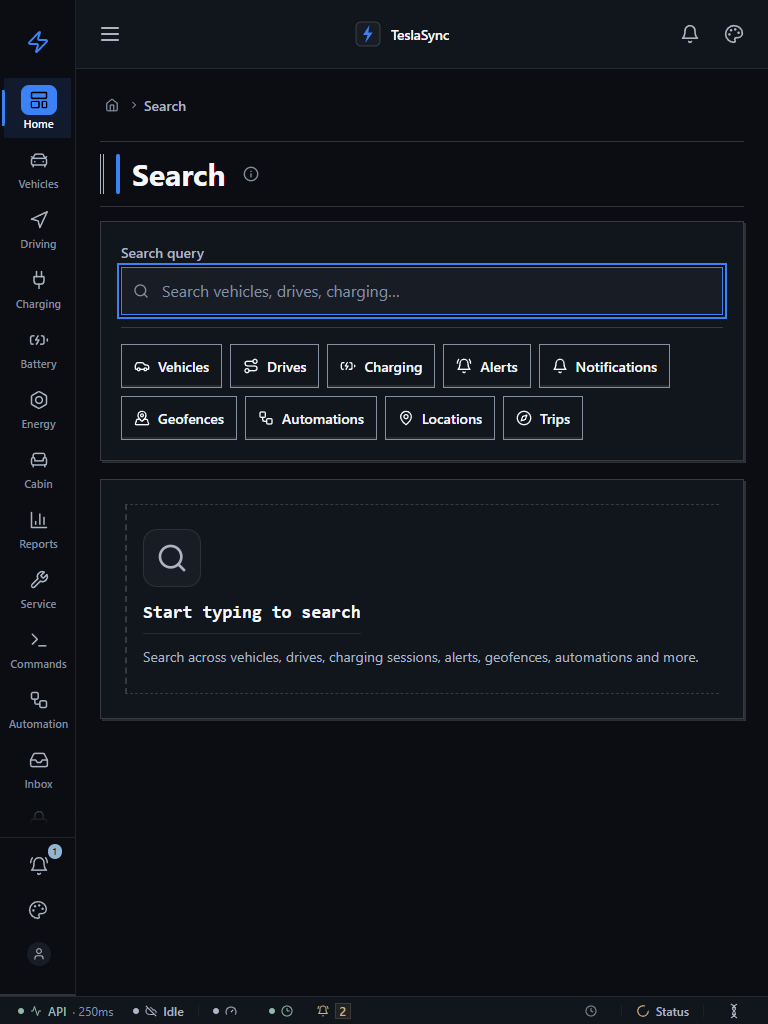 TeslaSync
Home
Vehicles
Driving
Charging
Battery
Energy
Cabin
Reports
Service
Commands
Automation
Inbox
1
Search
Search
Search query
Search vehicles, drives, charging...
Vehicles Drives Charging Alerts Notifications
Geofences Automations Locations Trips
Start typing to search
Search across vehicles, drives, charging sessions, alerts, geofences, automations and more.
API · 250ms Idle 2 Status